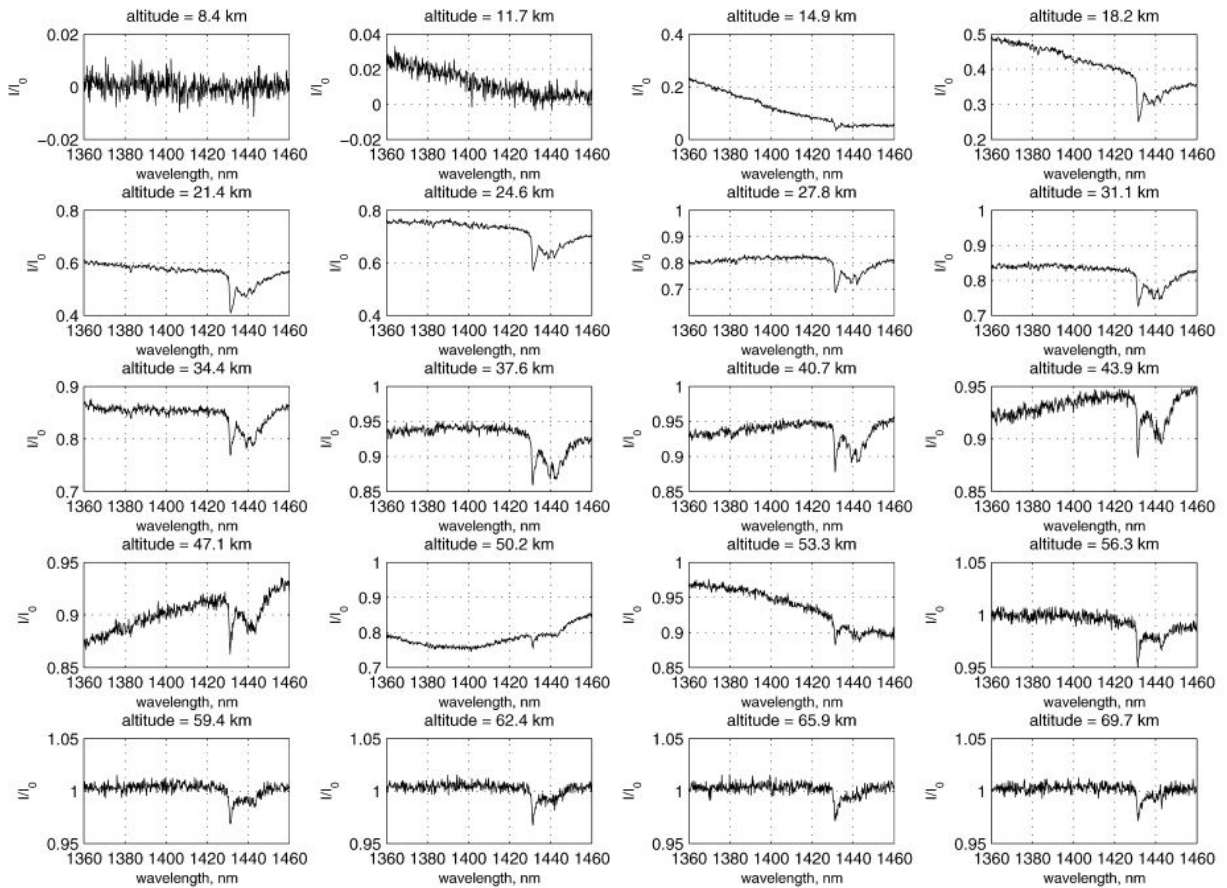 altitude = 8.4 km
0.02
0
−0.02
I/I0
1360 1380 1400 1420 1440 1460
wavelength, nm
altitude = 11.7 km
0.04
0.02
0
−0.02
I/I0
1360 1380 1400 1420 1440 1460
wavelength, nm
altitude = 14.9 km
0.4
0.2
0
I/I0
1360 1380 1400 1420 1440 1460
wavelength, nm
altitude = 18.2 km
0.5
0.4
0.3
0.2
I/I0
1360 1380 1400 1420 1440 1460
wavelength, nm
altitude = 21.4 km
0.8
0.6
0.4
I/I0
1360 1380 1400 1420 1440 1460
wavelength, nm
altitude = 24.6 km
0.8
0.6
0.4
I/I0
1360 1380 1400 1420 1440 1460
wavelength, nm
altitude = 27.8 km
1
0.9
0.8
0.7
I/I0
1360 1380 1400 1420 1440 1460
wavelength, nm
altitude = 31.1 km
1
0.9
0.8
0.7
I/I0
1360 1380 1400 1420 1440 1460
wavelength, nm
altitude = 34.4 km
0.9
0.8
0.7
I/I0
1360 1380 1400 1420 1440 1460
wavelength, nm
altitude = 37.6 km
1
0.95
0.9
0.85
I/I0
1360 1380 1400 1420 1440 1460
wavelength, nm
altitude = 40.7 km
1
0.95
0.9
0.85
I/I0
1360 1380 1400 1420 1440 1460
wavelength, nm
altitude = 43.9 km
0.95
0.9
0.85
I/I0
1360 1380 1400 1420 1440 1460
wavelength, nm
altitude = 47.1 km
0.95
0.9
0.85
I/I0
1360 1380 1400 1420 1440 1460
wavelength, nm
altitude = 50.2 km
1
0.9
0.8
0.7
I/I0
1360 1380 1400 1420 1440 1460
wavelength, nm
altitude = 53.3 km
1
0.95
0.9
0.85
I/I0
1360 1380 1400 1420 1440 1460
wavelength, nm
altitude = 56.3 km
1.05
1
0.95
I/I0
1360 1380 1400 1420 1440 1460
wavelength, nm
altitude = 59.4 km
1.05
1
0.95
I/I0
1360 1380 1400 1420 1440 1460
wavelength, nm
altitude = 62.4 km
1.05
1
0.95
I/I0
1360 1380 1400 1420 1440 1460
wavelength, nm
altitude = 65.9 km
1.05
1
0.95
I/I0
1360 1380 1400 1420 1440 1460
wavelength, nm
altitude = 69.7 km
1.05
1
0.95
I/I0
1360 1380 1400 1420 1440 1460
wavelength, nm